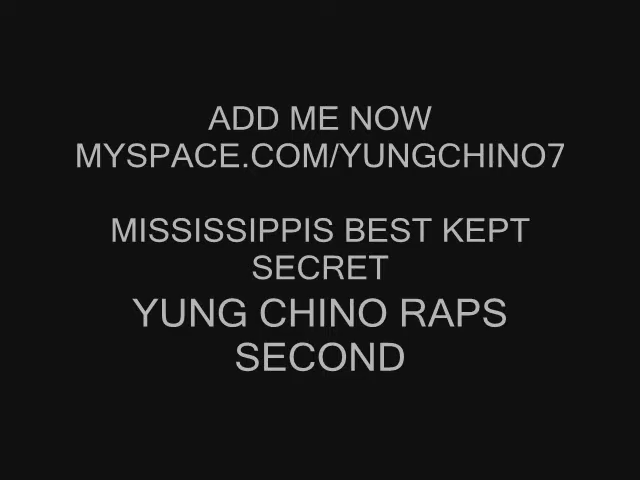 ADD ME NOW
MYSPACE.COM/YUNGCHINO7
MISSISSIPPIS BEST KEPT
SECRET
YUNG CHINO RAPS
SECOND